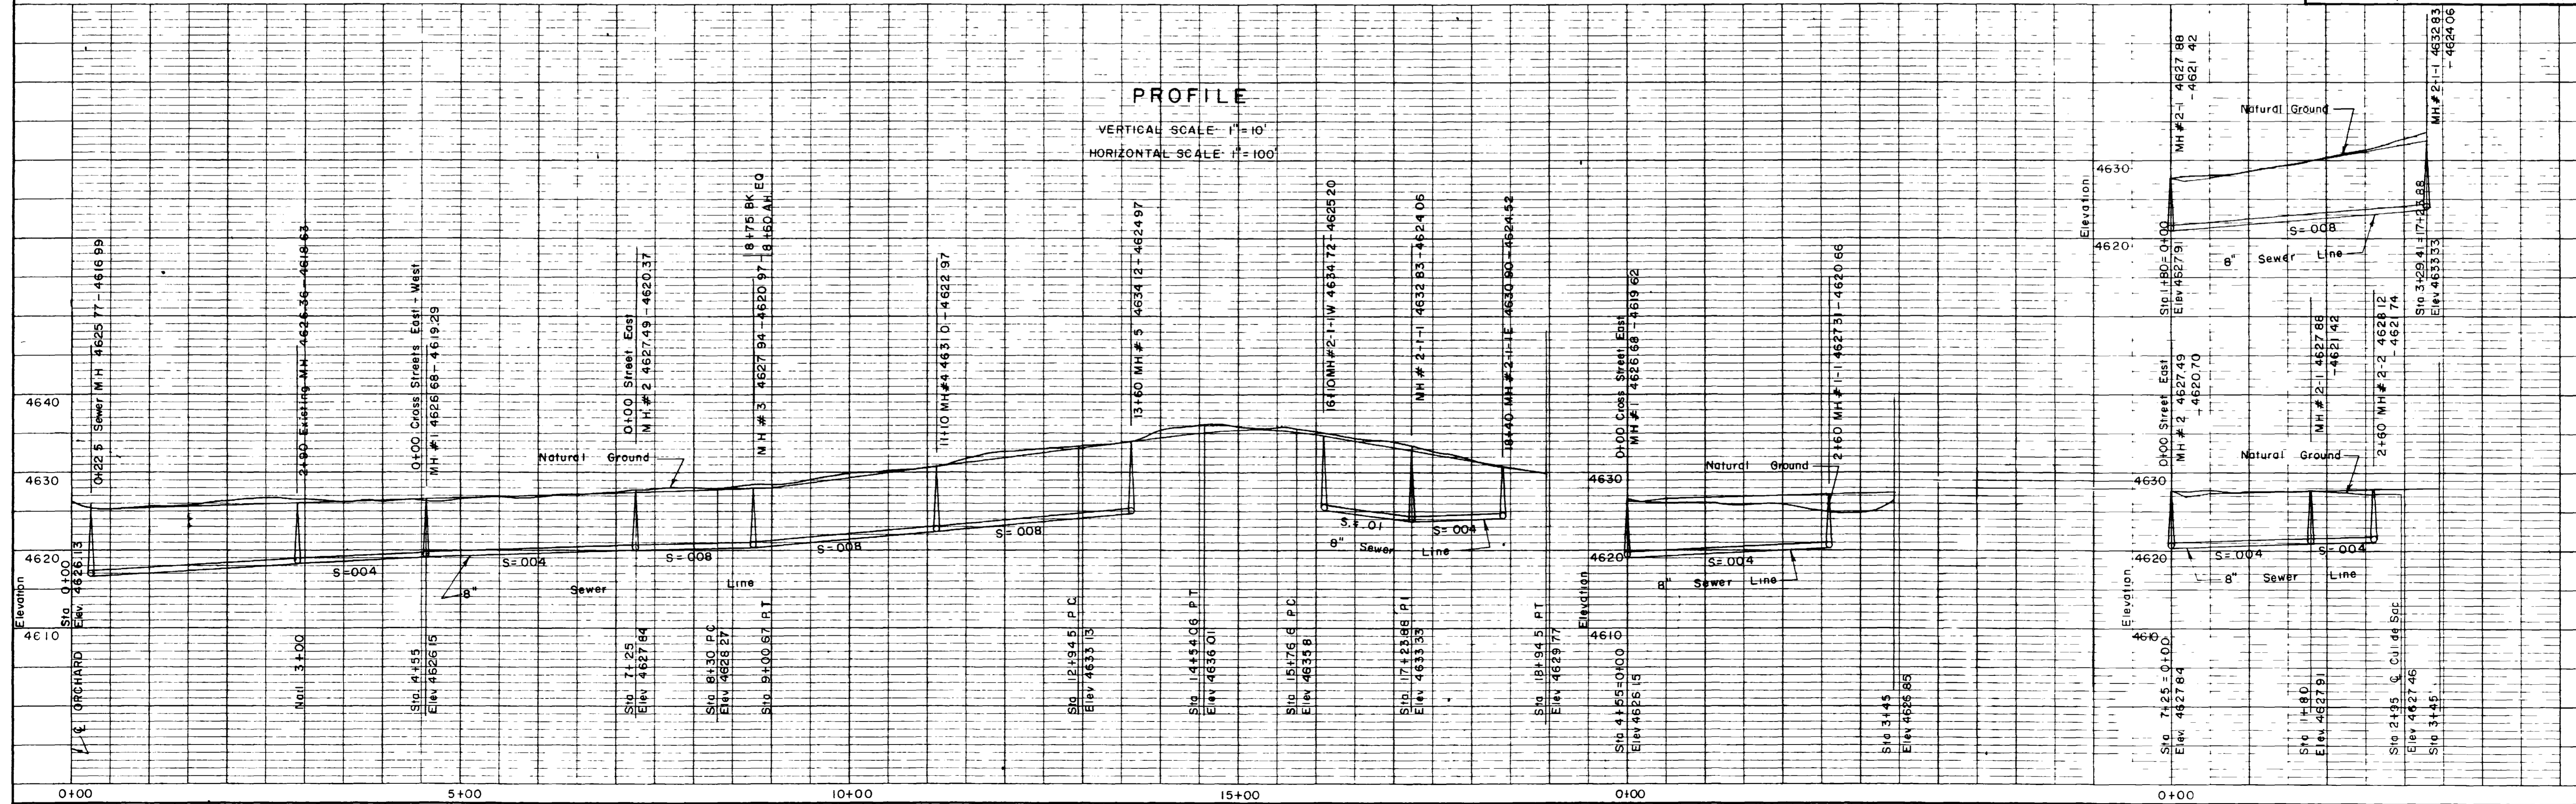 PROFILE
VERTICAL SCALE 1"=10'
HORIZONTAL SCALE 1"=100'
4640
4630
4620
4610
Elevation
℄ ORCHARD
Sta. 0+00
Elev. 4626.13
0+22.5 Sewer M H 4625 77-4616 99
2+90 Existing MH 4626.36-4618 63
Nail 3+00
0+00 Cross Streets East-West
MH #1 4626 68-4619.29
Sta. 4+55
Elev 4626 15
0+00 Street East
MH #2 4627.49-4620.37
Sta 7+25
Elev 4627 84
Sta 8+30 PC
Elev 4628 27
8+75 BK
8+60 AH EQ
MH #3 4627 94-4620 97
Sta 9+00.67 P.T
11+10 MH #4 4631 0-4622 97
Sta 12+94 5 P C
Elev 4633 13
13+60 MH #5 4634 12-4624 97
Sta 14+54.06 PT
Elev 4636 01
Sta 15+76.6 PC
Elev 4635 8
16+10 MH #2-1-1W 4634 72-4625 20
MH #2-1-1 4632 83-4624 06
Sta 17+23.88 PI
Elev 4633 33
18+40 MH #2-1-1E 4630 90-4624.52
Sta 18+94 5 PT
Elev 4629 77
Natural Ground
S=004
S=004
S=008
S=008
S=008
8" Sewer Line
S=.01
S=004
8" Sewer Line
0+00
5+00
10+00
15+00
Elevation
4630
4620
4610
0+00 Cross Street East
MH #1 4626 68-4619 62
Natural Ground
2+60 MH #1-1 4627 31-4620 66
S=004
8" Sewer Line
Sta 4+55=0+00
Elev 4626 15
Sta 3+45
Elev 4626 85
0+00
Elevation
4630
4620
MH #2-1 4627 88
-4621 42
Natural Ground
MH #2-1-1 4632 83
-4624 06
S=008
8" Sewer Line
Sta 1+80=0+00
Elev 4627 91
Sta 3+29.41=17+23.88
Elev 4633 33
Elevation
4630
4620
4610
0+00 Street East
MH #2 4627.49
-4620.70
MH #2-1 4627 88
-4621 42
2+60 MH #2-2 4628 12
-4621 74
Natural Ground
S=004
S=004
8" Sewer Line
Sta 7+25=0+00
Elev 4627 84
Sta 1+80
Elev 4627 91
Sta 2+95 ℄ Cul de Sac
Elev 4627 46
Sta 3+45
0+00